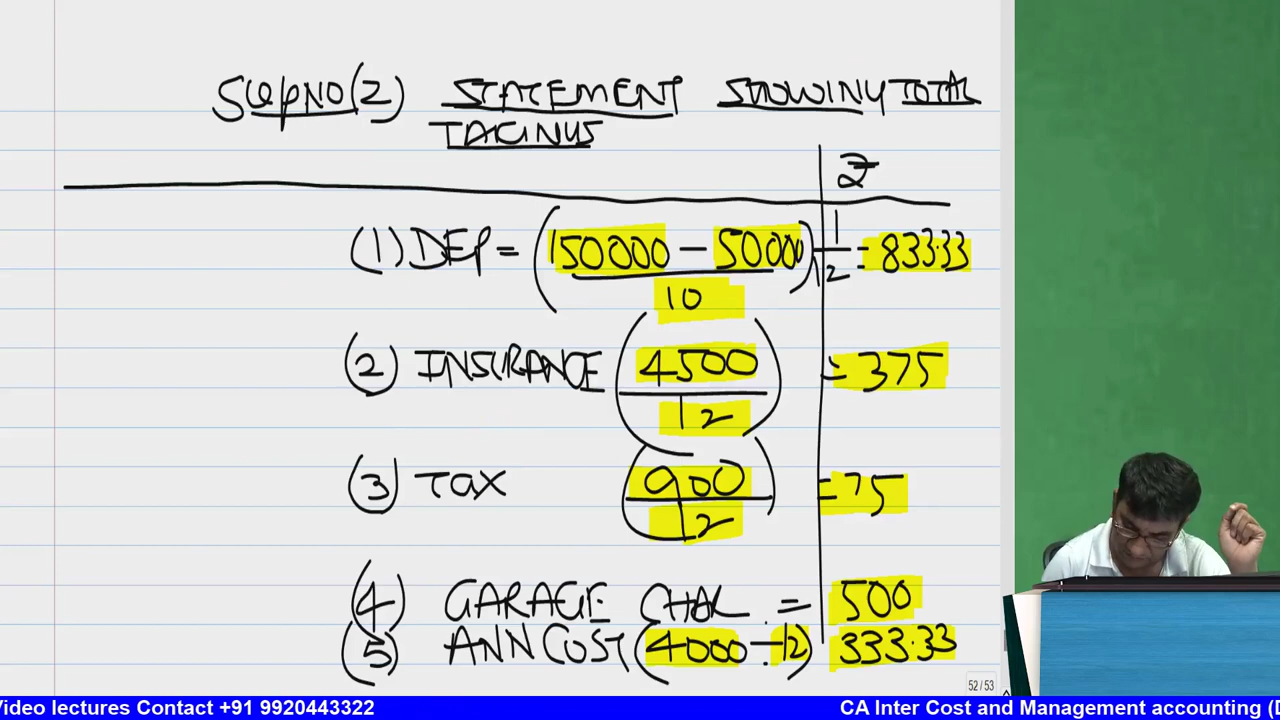 Step NO (2) STATEMENT SHOWING TOTAL
TAKINGS
₹
(1) DEP = (150000 - 50000 / 10) 1/12 = 833.33
(2) INSURANCE (4500 / 12) = 375
(3) TAX (900 / 12) = 75
(4) GARAGE CHAR = 500
(5) ANN COST (4000 ÷ 12) 333.33
52 / 53
Video lectures Contact +91 9920443322
CA Inter Cost and Management accounting (D